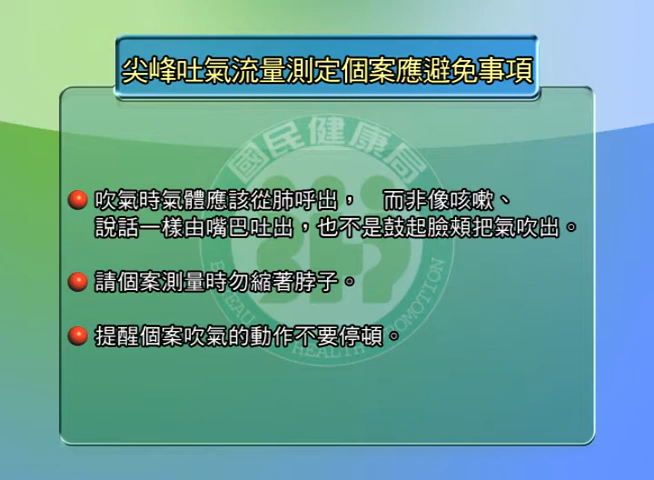 尖峰吐氣流量測定個案應避免事項
國民健康局
吹氣時氣體應該從肺呼出， 而非像咳嗽、
說話一樣由嘴巴吐出，也不是鼓起臉頰把氣吹出。
請個案測量時勿縮著脖子。
提醒個案吹氣的動作不要停頓。
BUREAU HEALTH PROMOTION